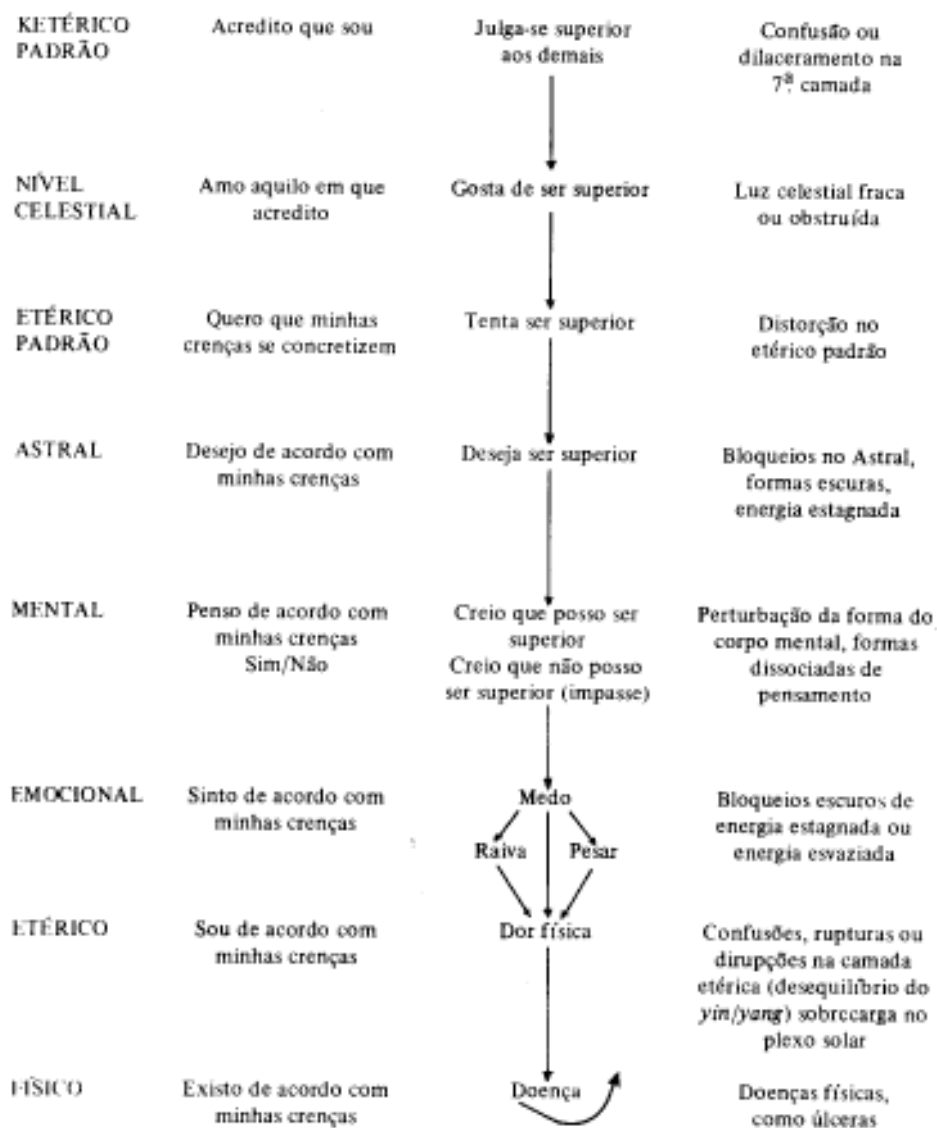 KETÉRICO Acredito que sou Julga-se superior Confusão ou
PADRÃO aos demais dilaceramento na
7ª camada
NÍVEL Amo aquilo em que Gosta de ser superior Luz celestial fraca
CELESTIAL acredito ou obstruída
ETÉRICO Quero que minhas Tenta ser superior Distorção no
PADRÃO crenças se concretizem etérico padrão
ASTRAL Desejo de acordo com Deseja ser superior Bloqueios no Astral,
minhas crenças formas escuras,
energia estagnada
MENTAL Penso de acordo com Creio que posso ser Perturbação da forma do
minhas crenças superior corpo mental, formas
Sim/Não Creio que não posso dissociadas de
ser superior (impasse) pensamento
EMOCIONAL Sinto de acordo com Medo Bloqueios escuros de
minhas crenças energia estagnada ou
Raiva Pesar energia esvaziada
ETÉRICO Sou de acordo com Dor física Confusões, rupturas ou
minhas crenças dirupções na camada
etérica (desequilíbrio do
yin/yang) sobrecarga no
plexo solar
FÍSICO Existo de acordo com Doença Doenças físicas,
minhas crenças como úlceras